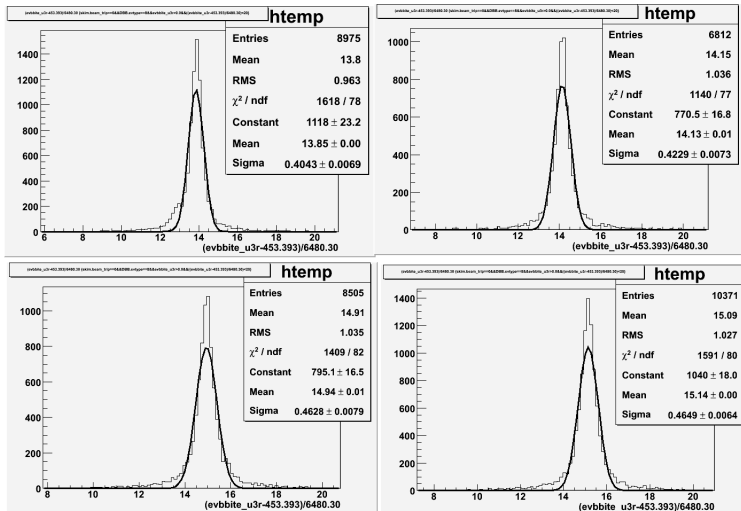 htemp
Entries 8975
Mean 13.8
RMS 0.963
χ² / ndf 1618 / 78
Constant 1118 ± 23.2
Mean 13.85 ± 0.00
Sigma 0.4043 ± 0.0069
1400
1200
1000
800
600
400
200
0
6 8 10 12 14 16 18 20
(evbbite_u3r-453.393)/6480.30
htemp
Entries 6812
Mean 14.15
RMS 1.036
χ² / ndf 1140 / 77
Constant 770.5 ± 16.8
Mean 14.13 ± 0.01
Sigma 0.4229 ± 0.0073
1000
800
600
400
200
0
8 10 12 14 16 18 20
(evbbite_u3r-453.393)/6480.30
htemp
Entries 8505
Mean 14.91
RMS 1.035
χ² / ndf 1409 / 82
Constant 795.1 ± 16.5
Mean 14.94 ± 0.01
Sigma 0.4628 ± 0.0079
1000
800
600
400
200
0
8 10 12 14 16 18 20
(evbbite_u3r-453.393)/6480.30
htemp
Entries 10371
Mean 15.09
RMS 1.027
χ² / ndf 1591 / 80
Constant 1040 ± 18.0
Mean 15.14 ± 0.00
Sigma 0.4649 ± 0.0064
1400
1200
1000
800
600
400
200
0
8 10 12 14 16 18 20
(evbbite_u3r-453.393)/6480.30